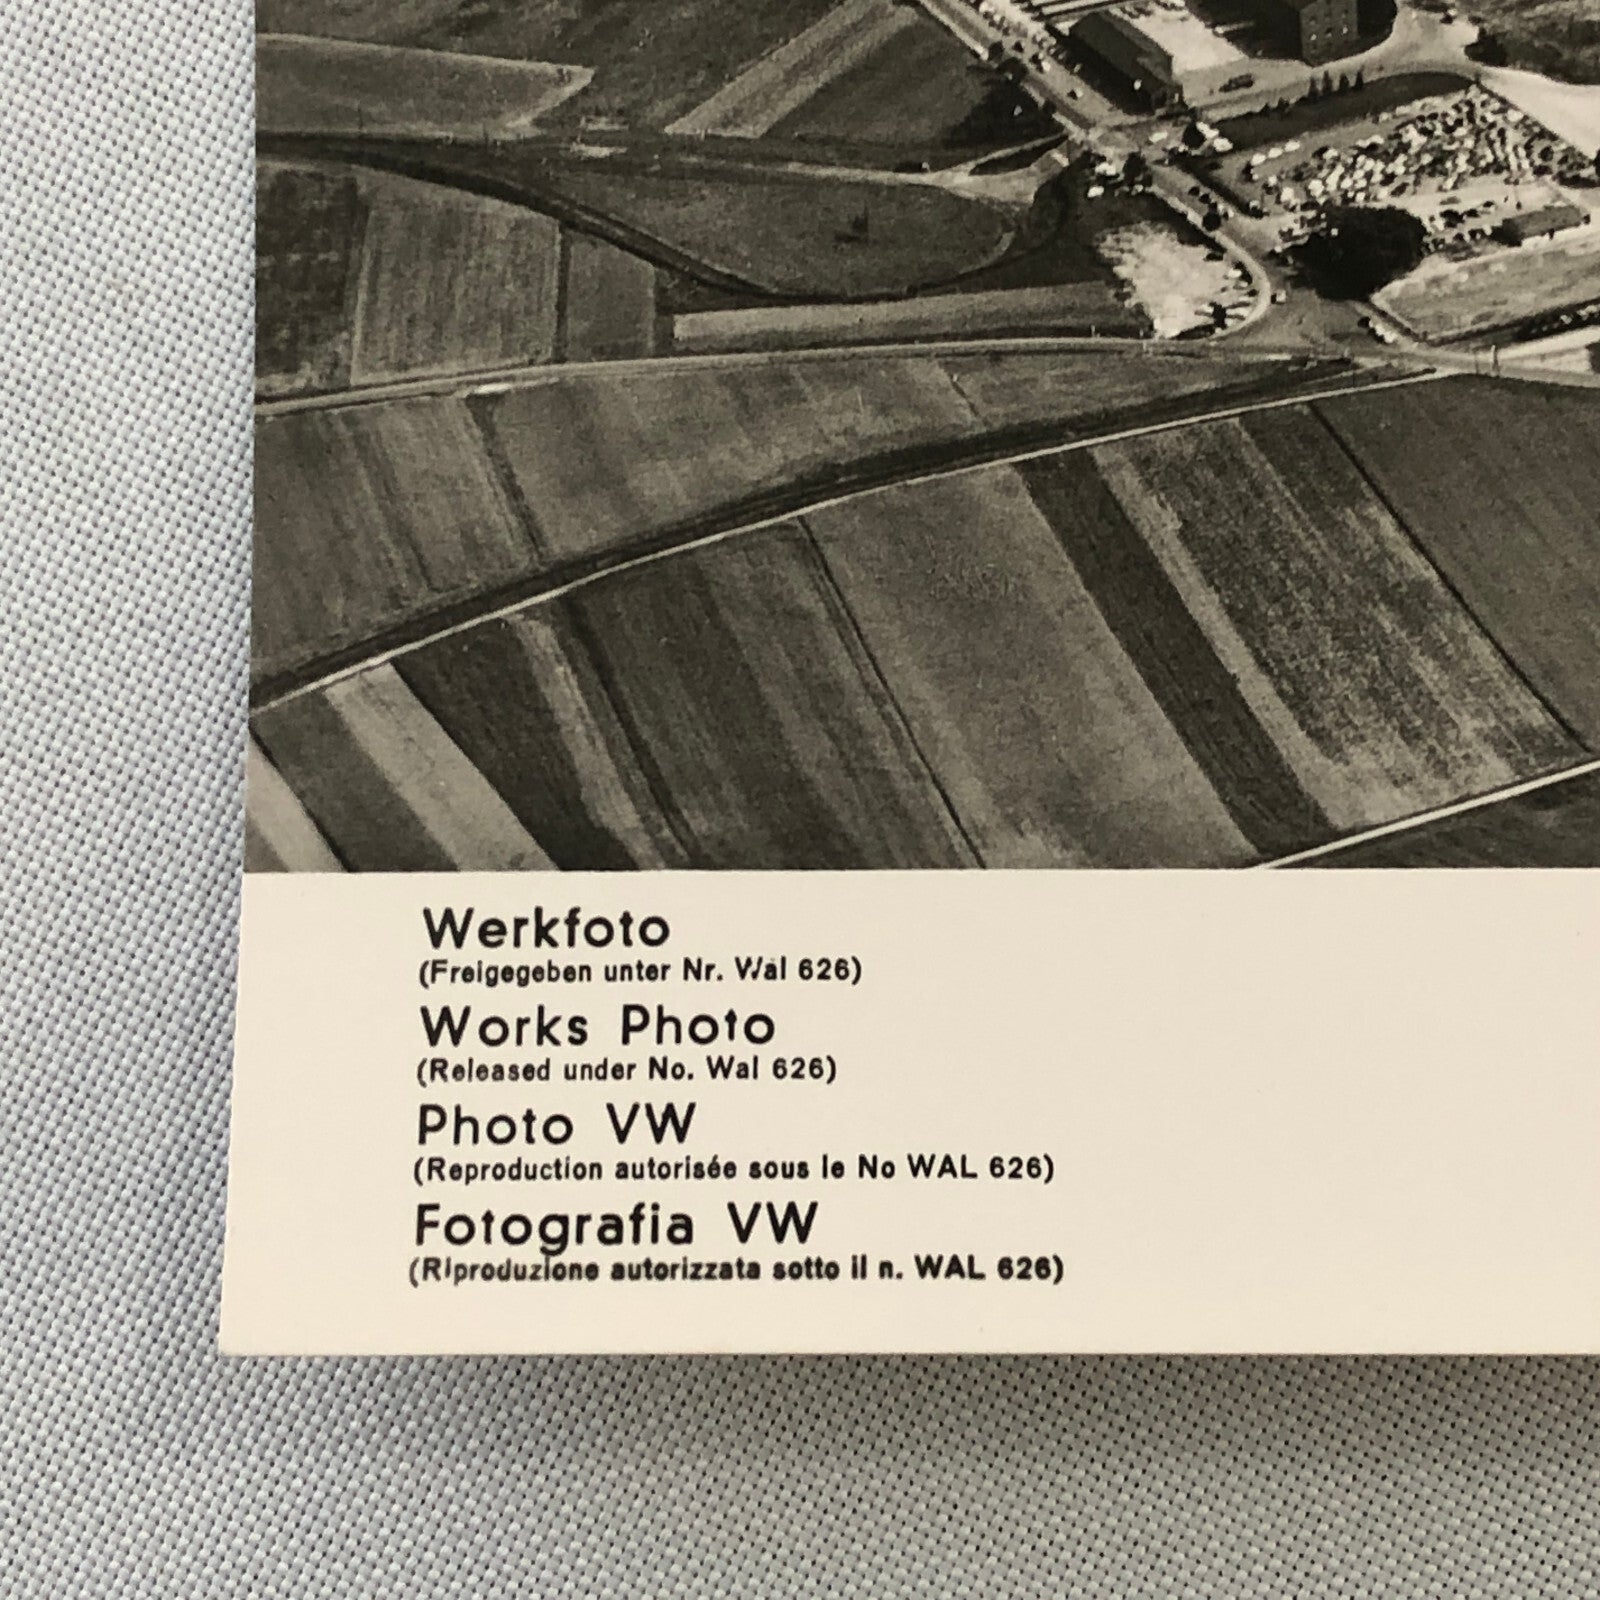 Werkfoto
(Freigegeben unter Nr. Wal 626)
Works Photo
(Released under No. Wal 626)
Photo VW
(Reproduction autorisée sous le No WAL 626)
Fotografia VW
(Riproduzione autorizzata sotto il n. WAL 626)